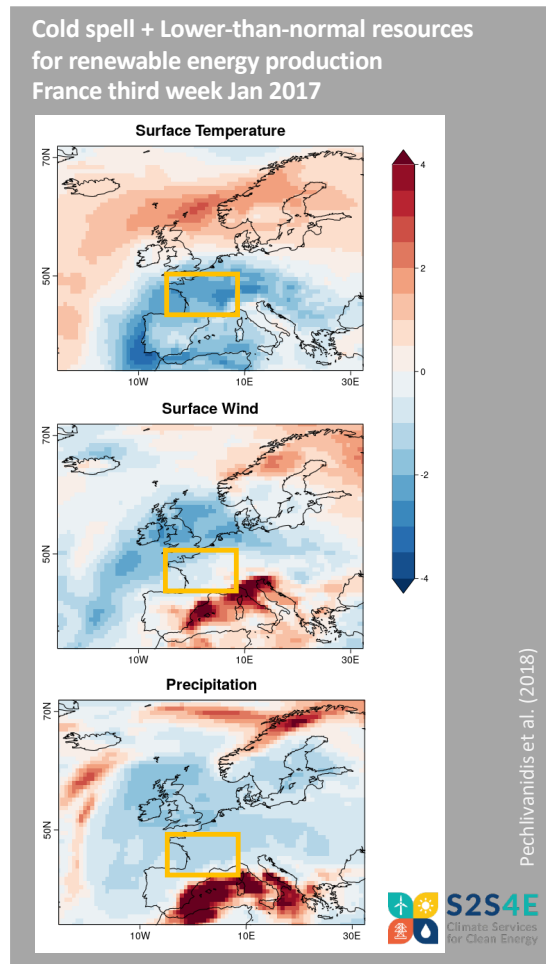 Cold spell + Lower-than-normal resources
for renewable energy production
France third week Jan 2017
Surface Temperature
70N
50N
10W
10E
30E
4
2
0
-2
-4
Surface Wind
70N
50N
10W
10E
30E
Precipitation
70N
50N
10W
10E
30E
Pechlivanidis et al. (2018)
S2S4E
Climate Services
for Clean Energy